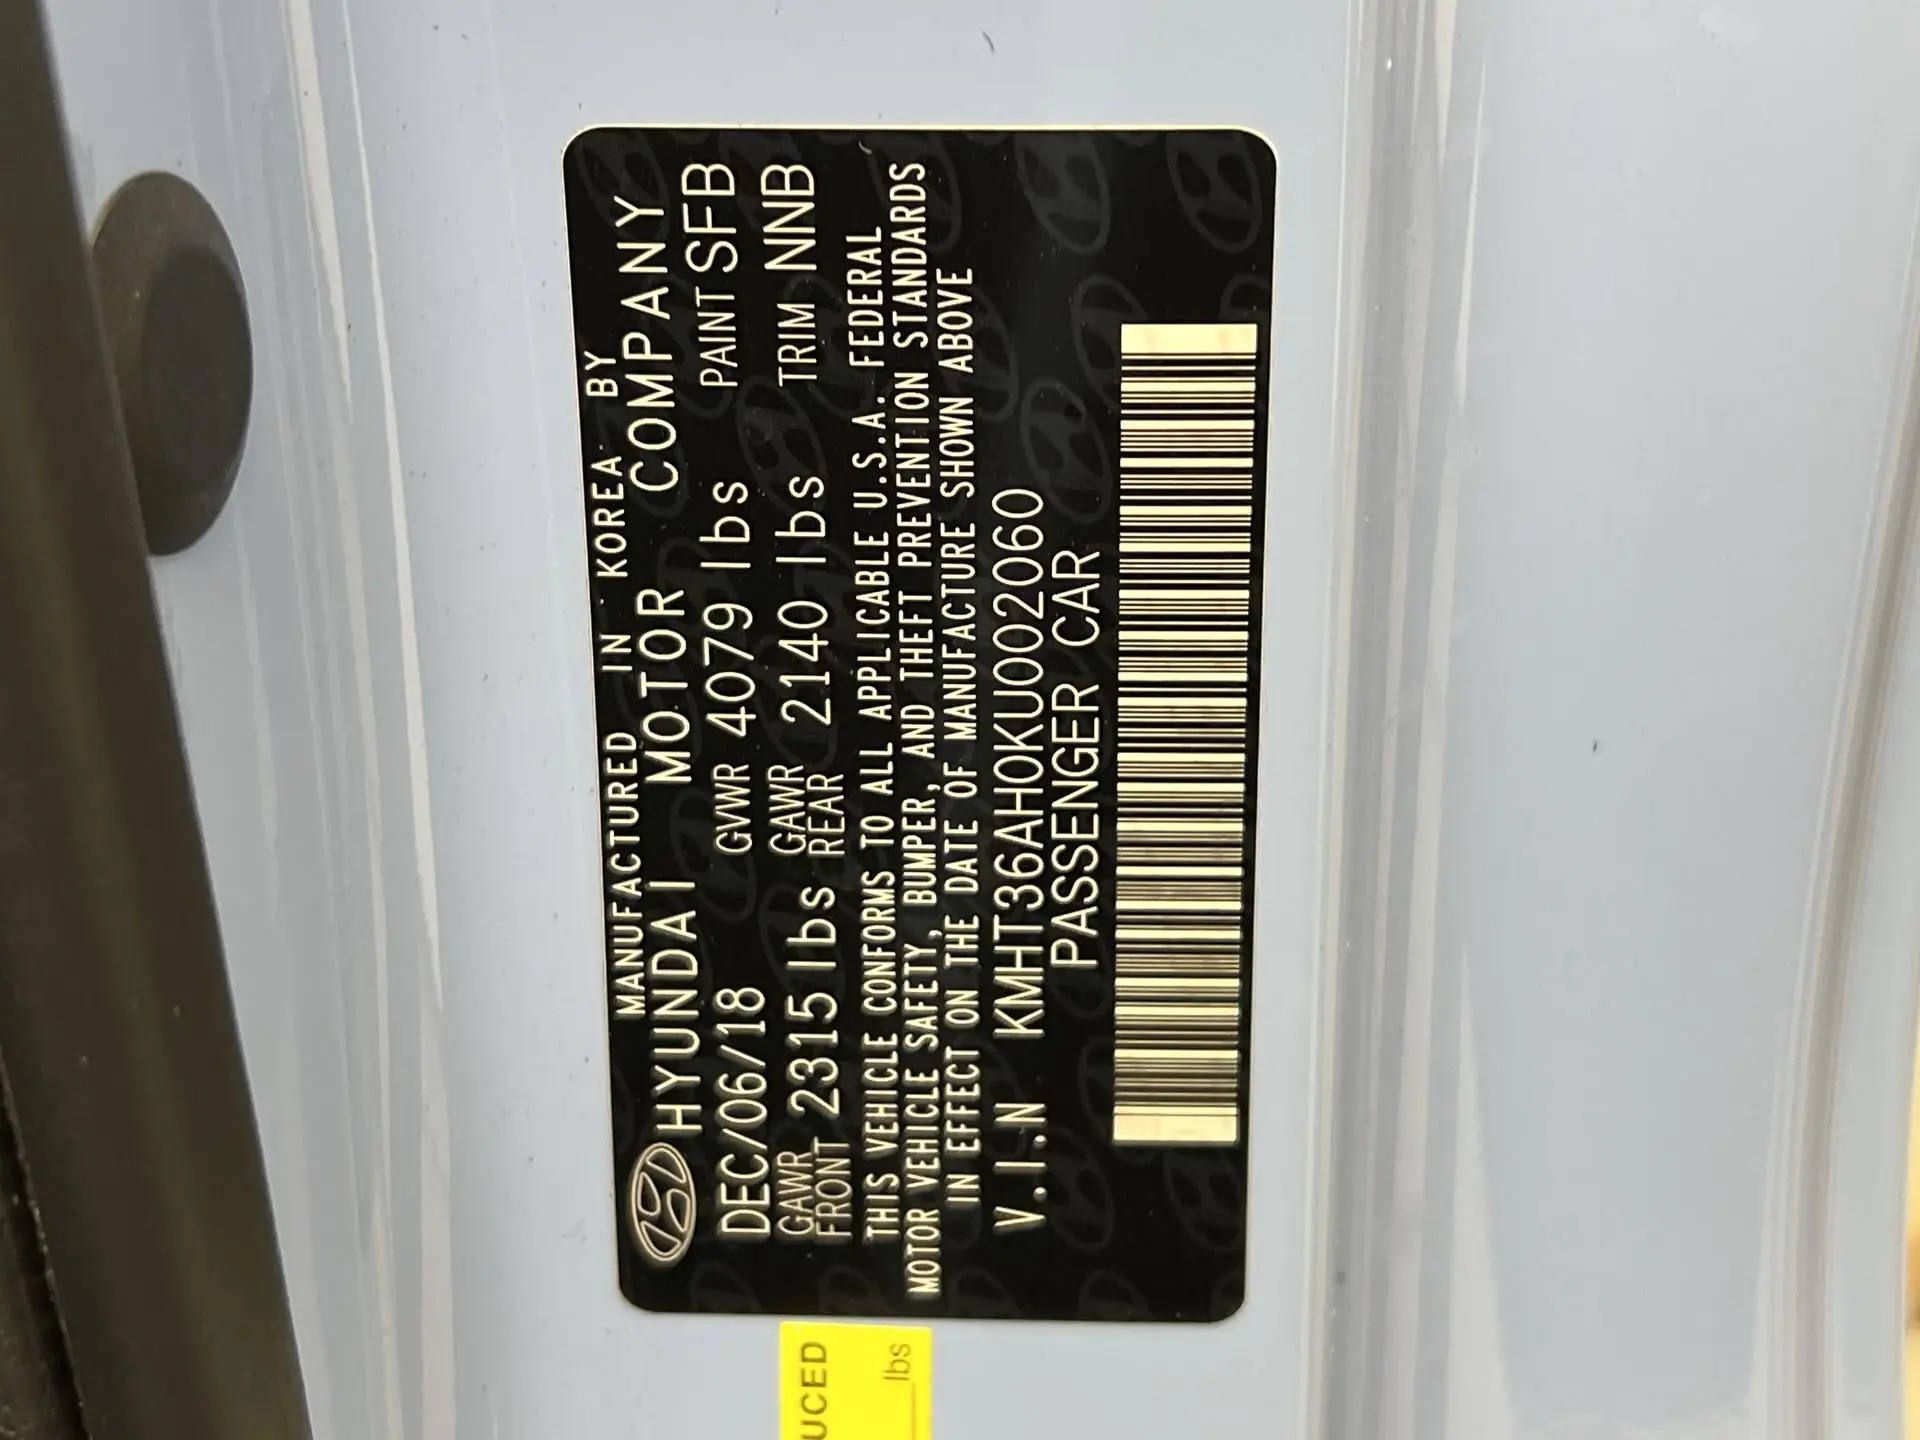 MANUFACTURED IN KOREA BY
HYUNDAI MOTOR COMPANY
DEC/06/18 GVWR 4079 lbs PAINT SFB
GAWR FRONT 2315 lbs GAWR REAR 2140 lbs TRIM NNB
THIS VEHICLE CONFORMS TO ALL APPLICABLE U.S.A. FEDERAL
MOTOR VEHICLE SAFETY, BUMPER, AND THEFT PREVENTION STANDARDS
IN EFFECT ON THE DATE OF MANUFACTURE SHOWN ABOVE
V.I.N KMHT36AH0KU002060
PASSENGER CAR
UCED
lbs